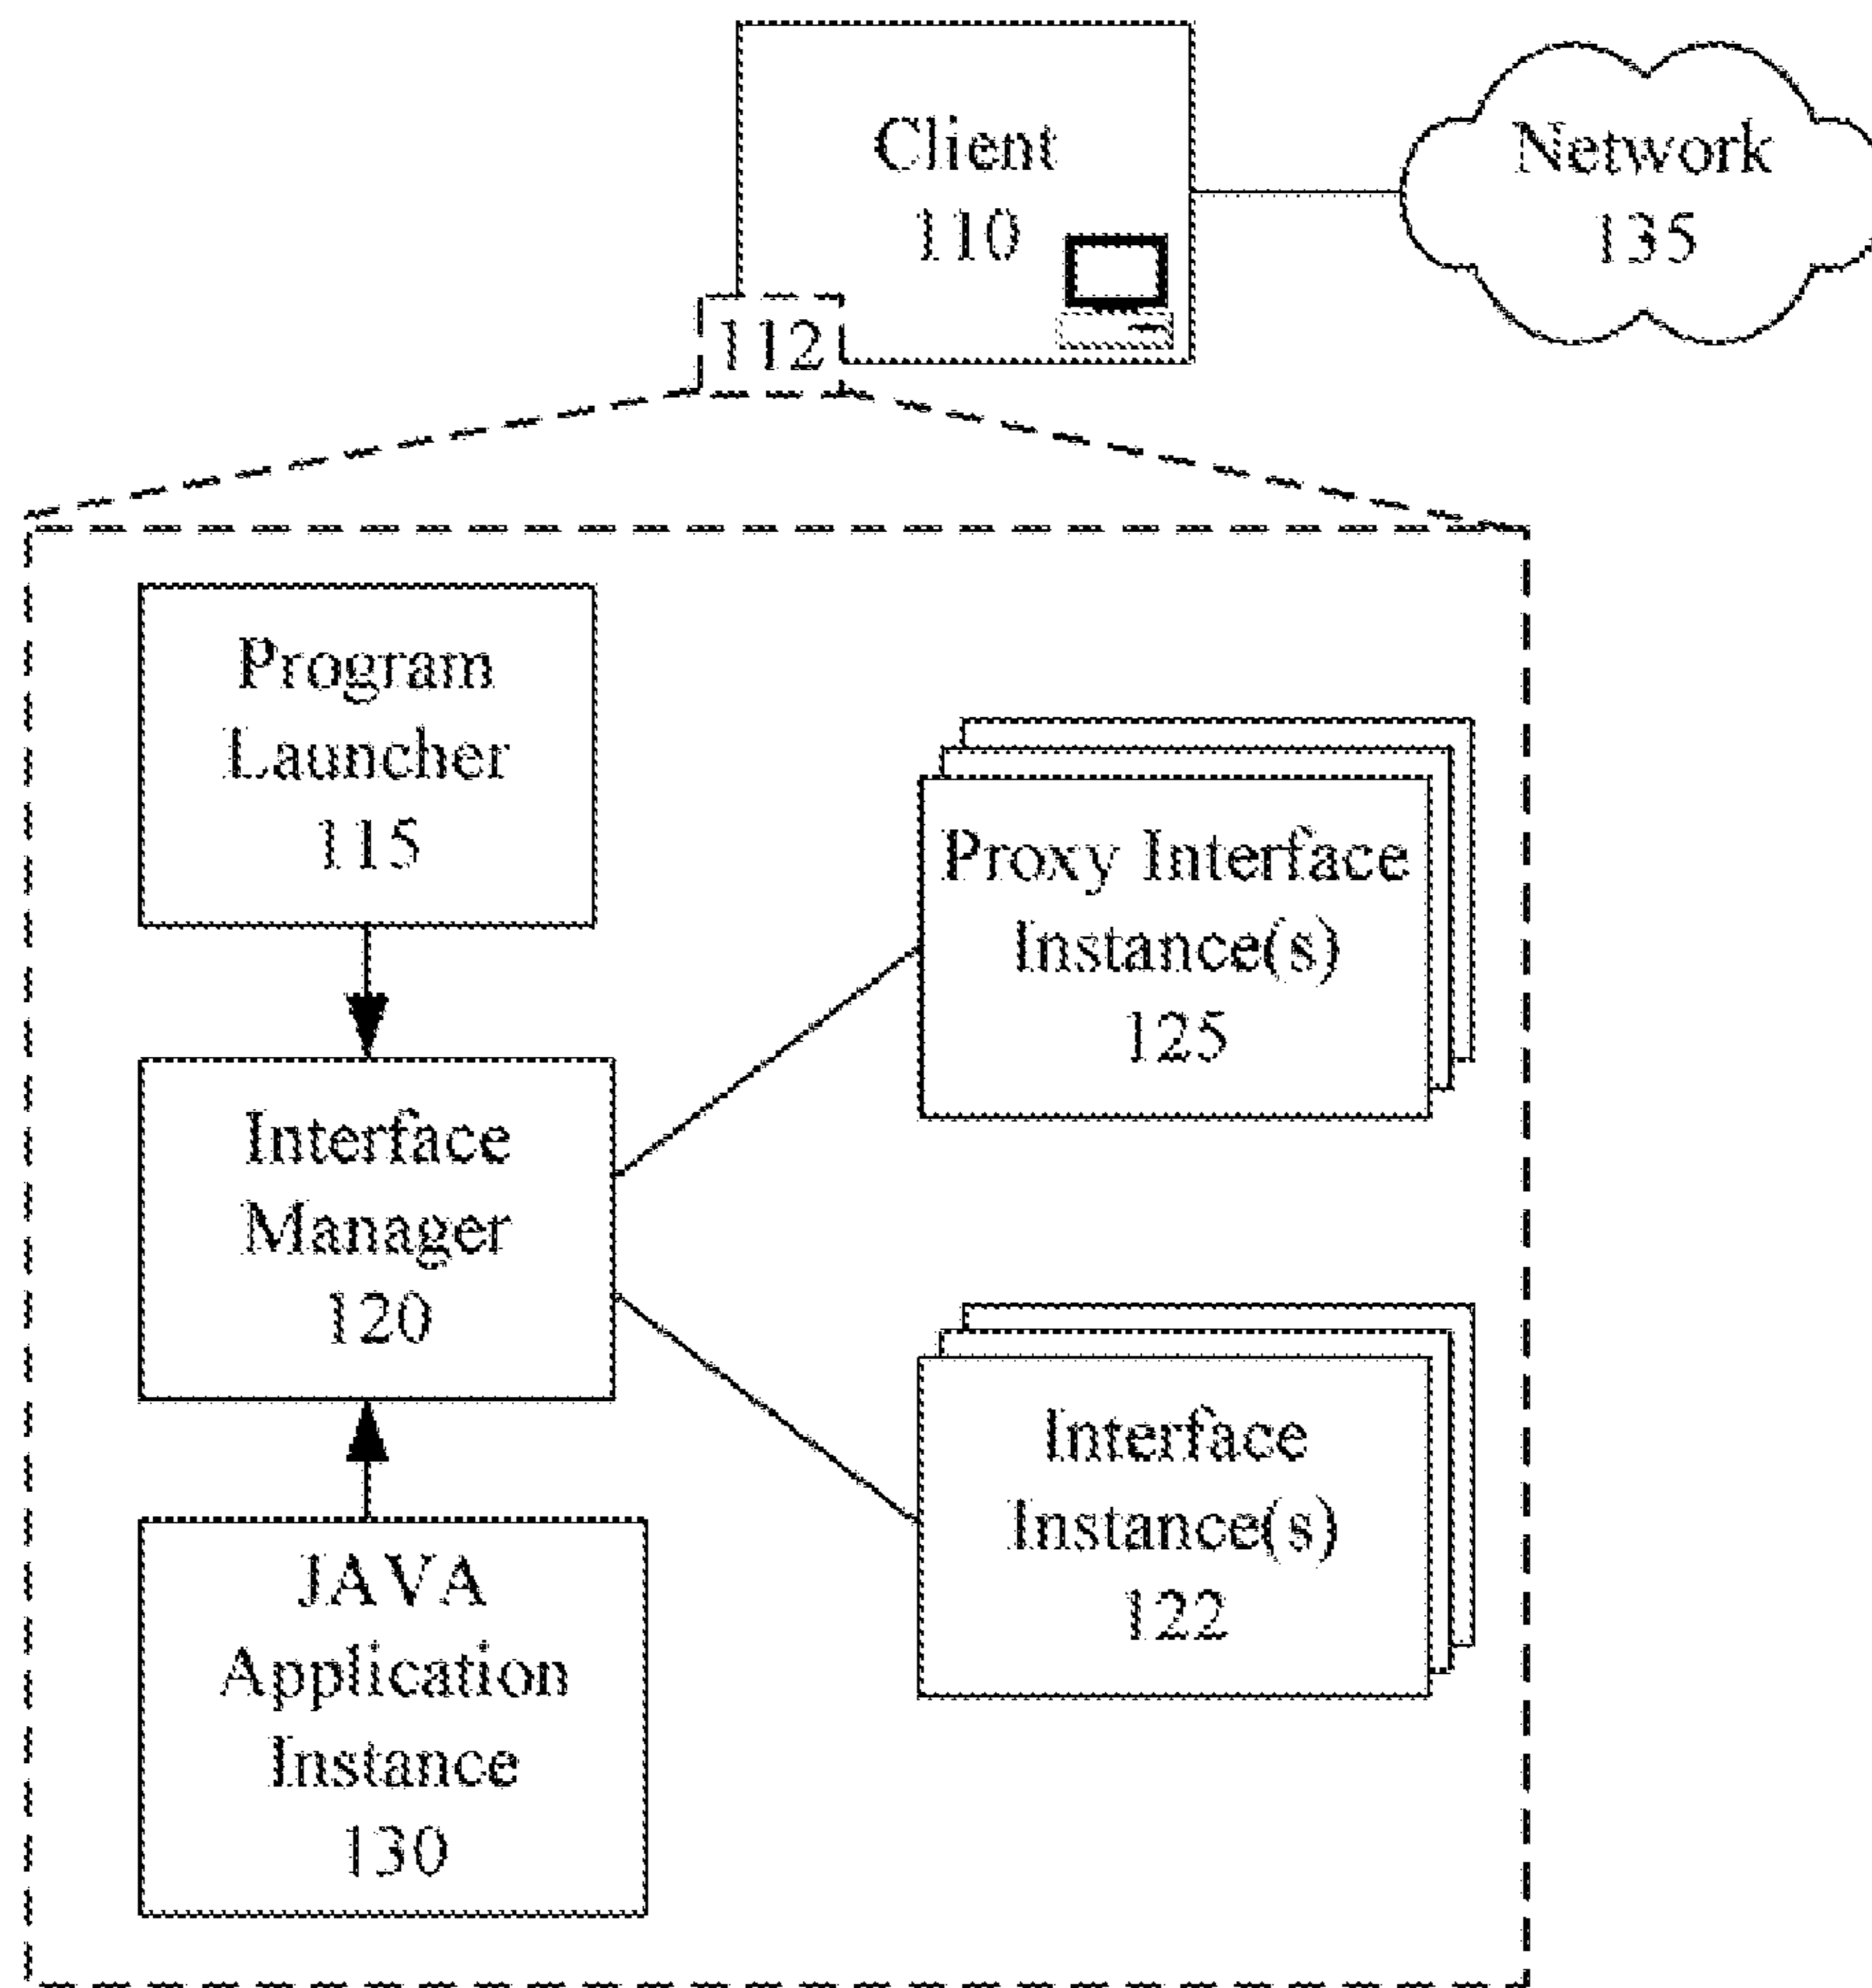 Client
110
Network
135
112
Program
Launcher
115
Proxy Interface
Instance(s)
125
Interface
Manager
120
Interface
Instance(s)
122
JAVA
Application
Instance
130